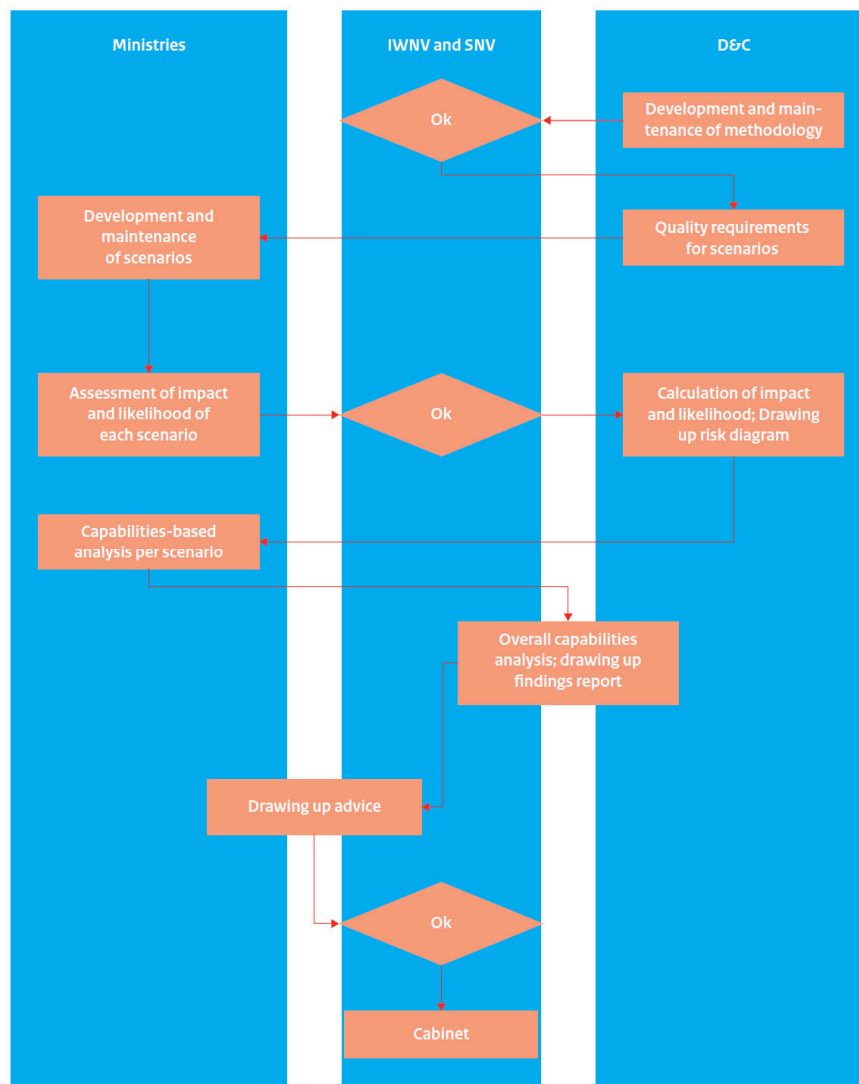 Ministries
IWNV and SNV
D&C
Ok
Development and main-
tenance of methodology
Development and
maintenance
of scenarios
Quality requirements
for scenarios
Assessment of impact
and likelihood of
each scenario
Ok
Calculation of impact
and likelihood; Drawing
up risk diagram
Capabilities-based
analysis per scenario
Overall capabilities
analysis; drawing up
findings report
Drawing up advice
Ok
Cabinet